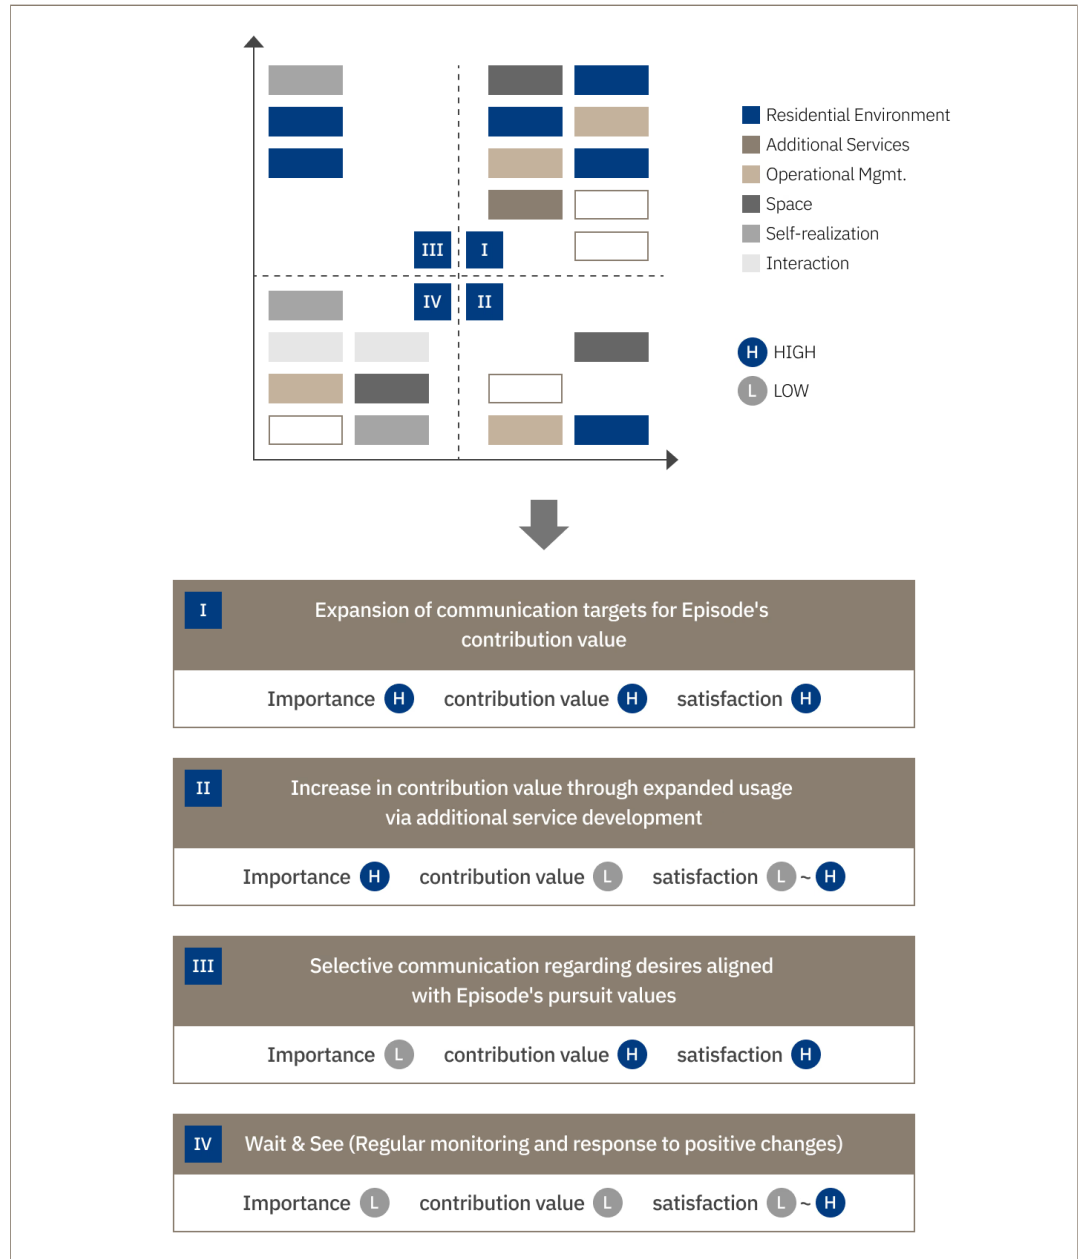 Residential Environment
Additional Services
Operational Mgmt.
Space
Self-realization
Interaction
III I
IV II
H HIGH
L LOW
I
Expansion of communication targets for Episode's
contribution value
Importance H contribution value H satisfaction H
II
Increase in contribution value through expanded usage
via additional service development
Importance H contribution value L satisfaction L ~ H
III
Selective communication regarding desires aligned
with Episode's pursuit values
Importance L contribution value H satisfaction H
IV Wait & See (Regular monitoring and response to positive changes)
Importance L contribution value L satisfaction L ~ H